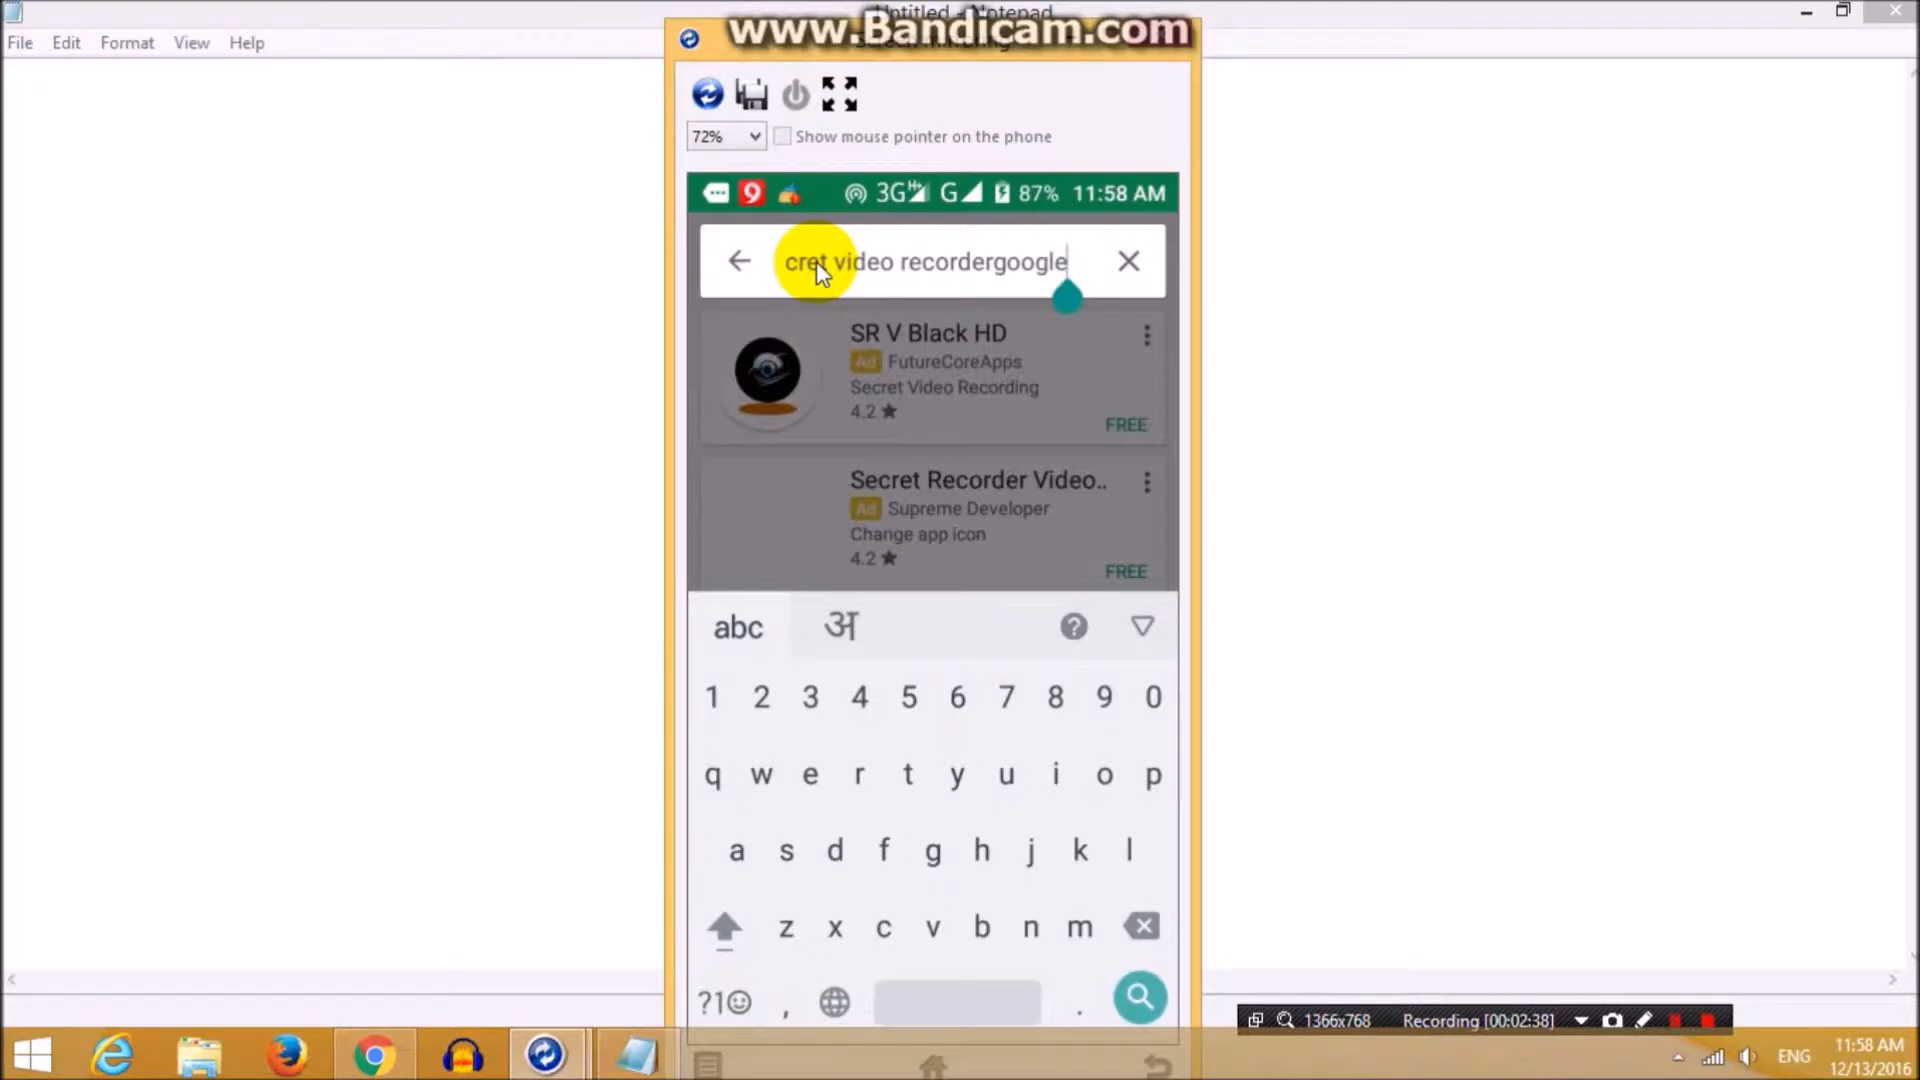 Untitled - Notepad
www.Bandicam.com
File Edit Format View Help
72% Show mouse pointer on the phone
9 3G H+ G 87% 11:58 AM
cret video recordergoogle
SR V Black HD
Ad FutureCoreApps
Secret Video Recording
4.2 ★
FREE
Secret Recorder Video..
Ad Supreme Developer
Change app icon
4.2 ★
FREE
abc अ ?
1 2 3 4 5 6 7 8 9 0
q w e r t y u i o p
a s d f g h j k l
z x c v b n m
?1☺ , .
1366x768 Recording [00:02:38]
ENG 11:58 AM
12/13/2016